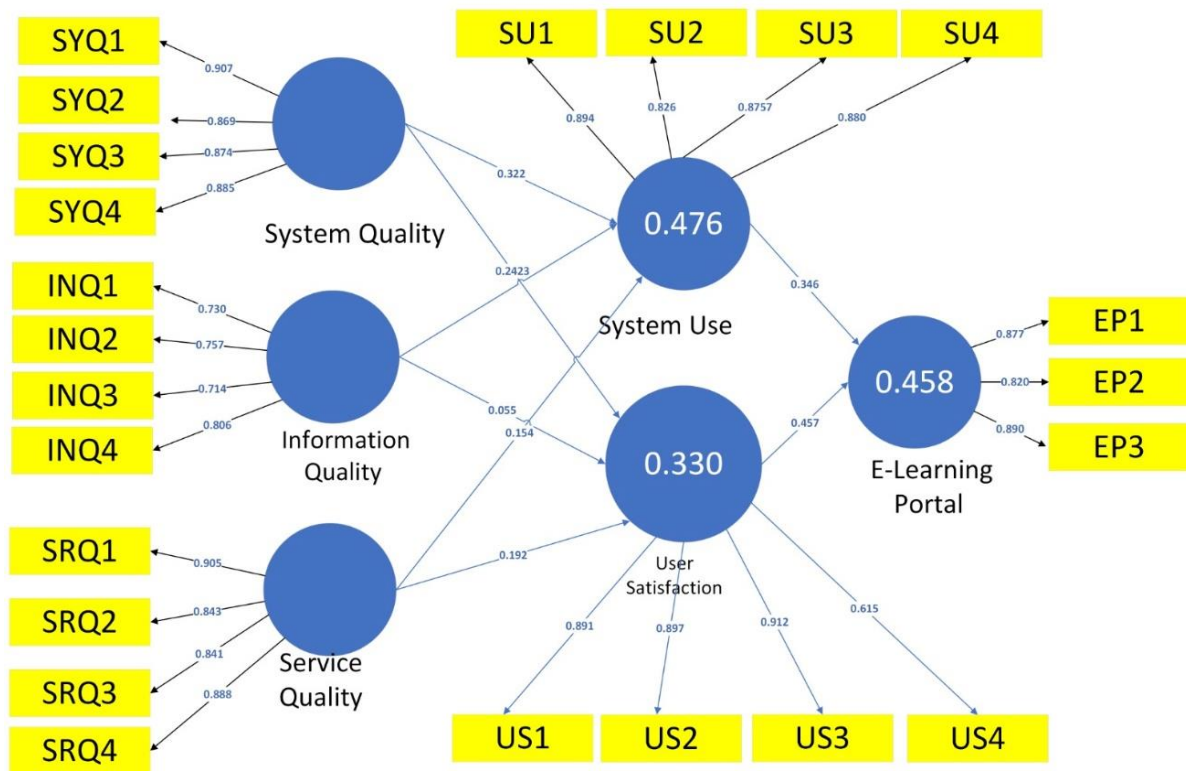 SYQ1
SYQ2
SYQ3
SYQ4
0.907
0.869
0.874
0.885
System Quality
INQ1
INQ2
INQ3
INQ4
0.730
0.757
0.714
0.806
Information
Quality
SRQ1
SRQ2
SRQ3
SRQ4
0.905
0.843
0.841
0.888
Service
Quality
0.322
0.2423
0.055
0.154
0.192
SU1
SU2
SU3
SU4
0.894
0.826
0.8757
0.880
0.476
System Use
0.330
User
Satisfaction
0.891
0.897
0.912
0.615
US1
US2
US3
US4
0.346
0.457
0.458
E-Learning
Portal
0.877
0.820
0.890
EP1
EP2
EP3